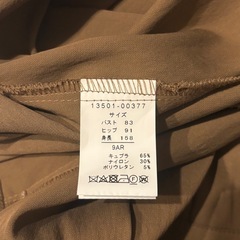 13501-00377
サイズ
バスト 83
ヒップ 91
身長 158
9AR
キュプラ 65%
ナイロン 30%
ポリウレタン 5%